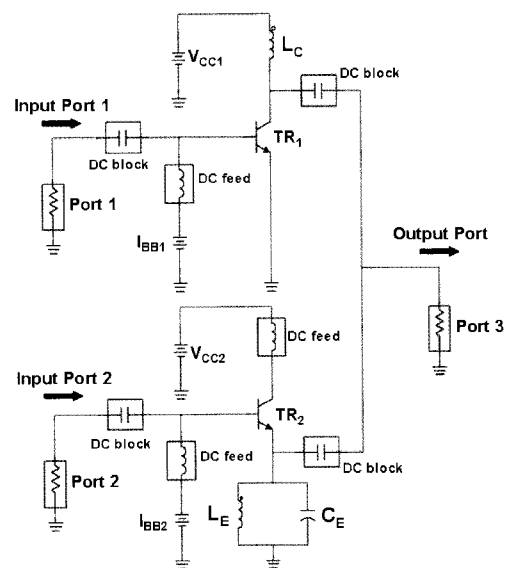 V_CC1
L_C
DC block
Input Port 1
TR_1
DC block
DC feed
Port 1
I_BB1
Output Port
Port 3
V_CC2
DC feed
Input Port 2
TR_2
DC block
DC block
DC feed
Port 2
I_BB2
L_E
C_E